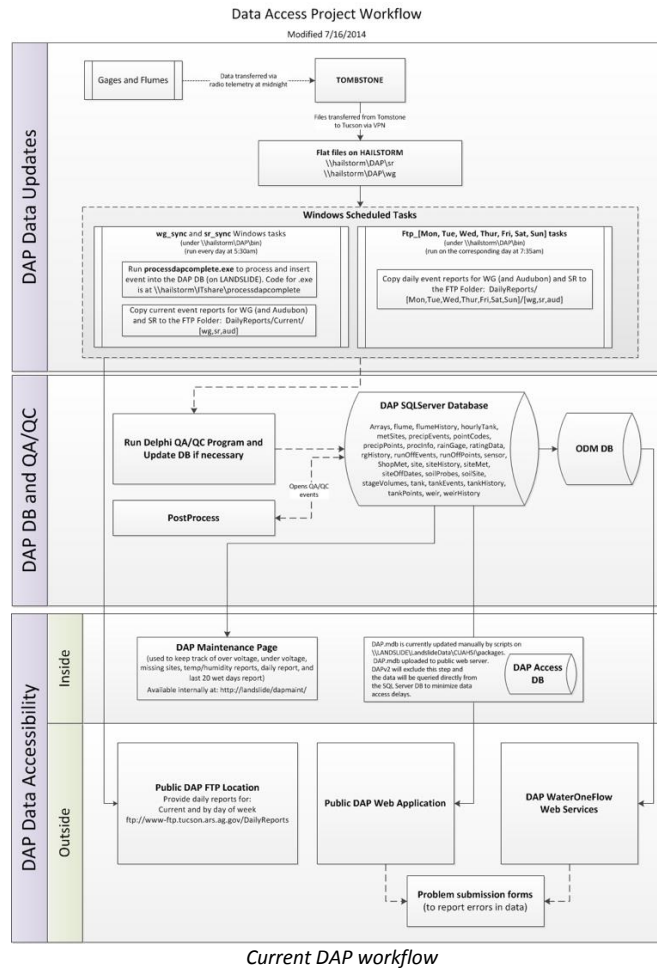 Data Access Project Workflow
Modified 7/16/2014
DAP Data Updates
Gages and Flumes
Data transferred via
radio telemetry at midnight
TOMBSTONE
Files transferred from Tomstone
to Tucson via VPN
Flat files on HAILSTORM
\\hailstorm\DAP\sr
\\hailstorm\DAP\wg
Windows Scheduled Tasks
wg_sync and sr_sync Windows tasks
(under \\hailstorm\DAP\bin)
(run every day at 5:30am)
Run processdapcomplete.exe to process and insert
event into the DAP DB (on LANDSLIDE). Code for .exe
is at \\hailstorm\ITshare\processdapcomplete
Copy current event reports for WG (and Audubon)
and SR to the FTP Folder: DailyReports/Current/
[wg,sr,aud]
Ftp_[Mon, Tue, Wed, Thur, Fri, Sat, Sun] tasks
(under \\hailstorm\DAP\bin)
(run on the corresponding day at 7:35am)
Copy daily event reports for WG (and Audubon) and SR to
the FTP Folder: DailyReports/
[Mon,Tue,Wed,Thur,Fri,Sat,Sun]/[wg,sr,aud]
DAP DB and QA/QC
Run Delphi QA/QC Program and
Update DB if necessary
Opens QA/QC
events
PostProcess
DAP SQLServer Database
Arrays, flume, flumeHistory, hourlyTank,
metSites, precipEvents, pointCodes,
precipPoints, procInfo, rainGage, ratingData,
rgHistory, runOffEvents, runOffPoints, sensor,
ShopMet, site, siteHistory, siteMet,
siteOffDates, soilProbes, soilSite,
stageVolumes, tank, tankEvents, tankHistory,
tankPoints, weir, weirHistory
ODM DB
DAP Data Accessibility
Inside
DAP Maintenance Page
(used to keep track of over voltage, under voltage,
missing sites, temp/humidity reports, daily report, and
last 20 wet days report)
Available internally at: http://landslide/dapmaint/
DAP.mdb is currently updated manually by scripts on
\\LANDSLIDE\LandslideData\CUAHSI\packages.
DAP.mdb uploaded to public web server.
DAPv2 will exclude this step and
the data will be queried directly from
the SQL Server DB to minimize data
access delays.
DAP Access
DB
Outside
Public DAP FTP Location
Provide daily reports for:
Current and by day of week
ftp://www-ftp.tucson.ars.ag.gov/DailyReports
Public DAP Web Application
DAP WaterOneFlow
Web Services
Problem submission forms
(to report errors in data)
Current DAP workflow